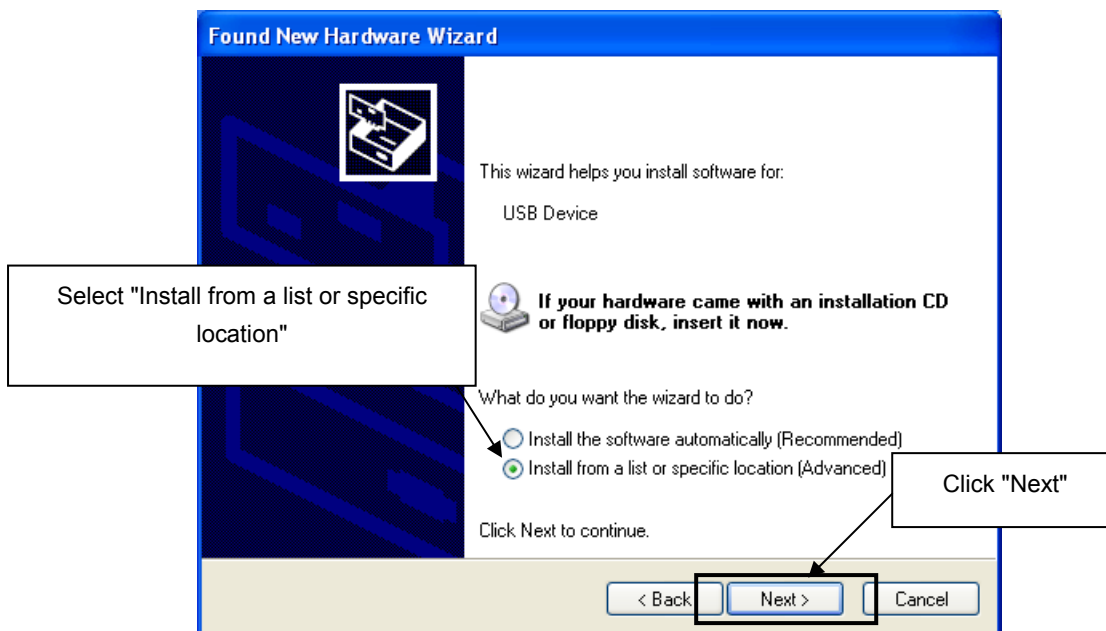 Found New Hardware Wizard
This wizard helps you install software for:
USB Device
Select "Install from a list or specific
location"
If your hardware came with an installation CD
or floppy disk, insert it now.
What do you want the wizard to do?
Install the software automatically (Recommended)
Install from a list or specific location (Advanced)
Click "Next"
Click Next to continue.
< Back
Next >
Cancel